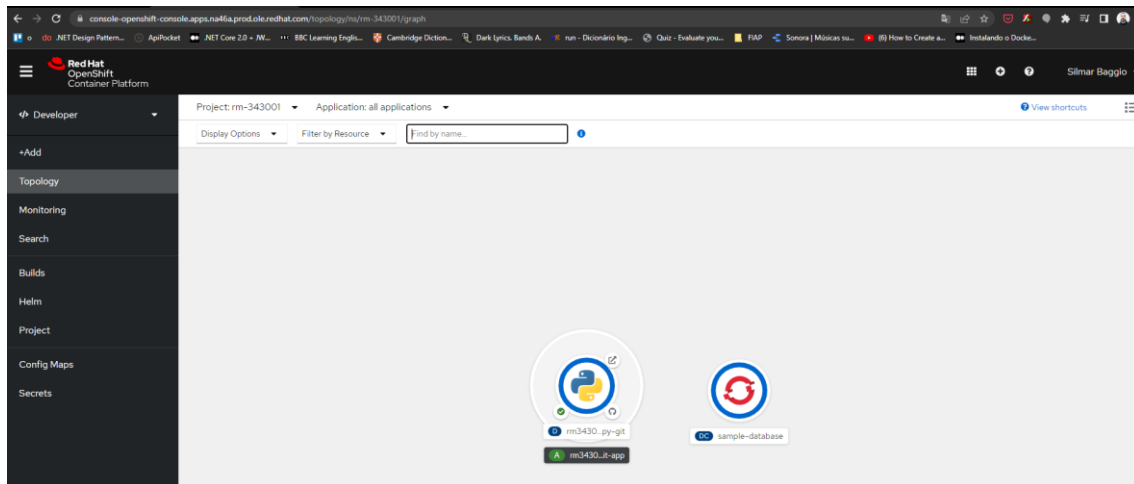 console-openshift-console.apps.na46a.prod.ole.redhat.com/topology/ns/rm-343001/graph
o do .NET Design Pattern... ApiPocket .NET Core 2.0 + JW... BBC Learning Englis... Cambridge Diction... Dark Lyrics. Bands A. run - Dicionário Ing... Quiz - Evaluate you... FIAP Sonora | Músicas su... (6) How to Create a... Instalando o Docke...
Red Hat
OpenShift
Container Platform
Silmar Baggio
Developer
Project: rm-343001 Application: all applications View shortcuts
Display Options Filter by Resource Find by name...
+Add
Topology
Monitoring
Search
Builds
Helm
Project
Config Maps
Secrets
D rm3430...py-git
DC sample-database
A rm3430...it-app